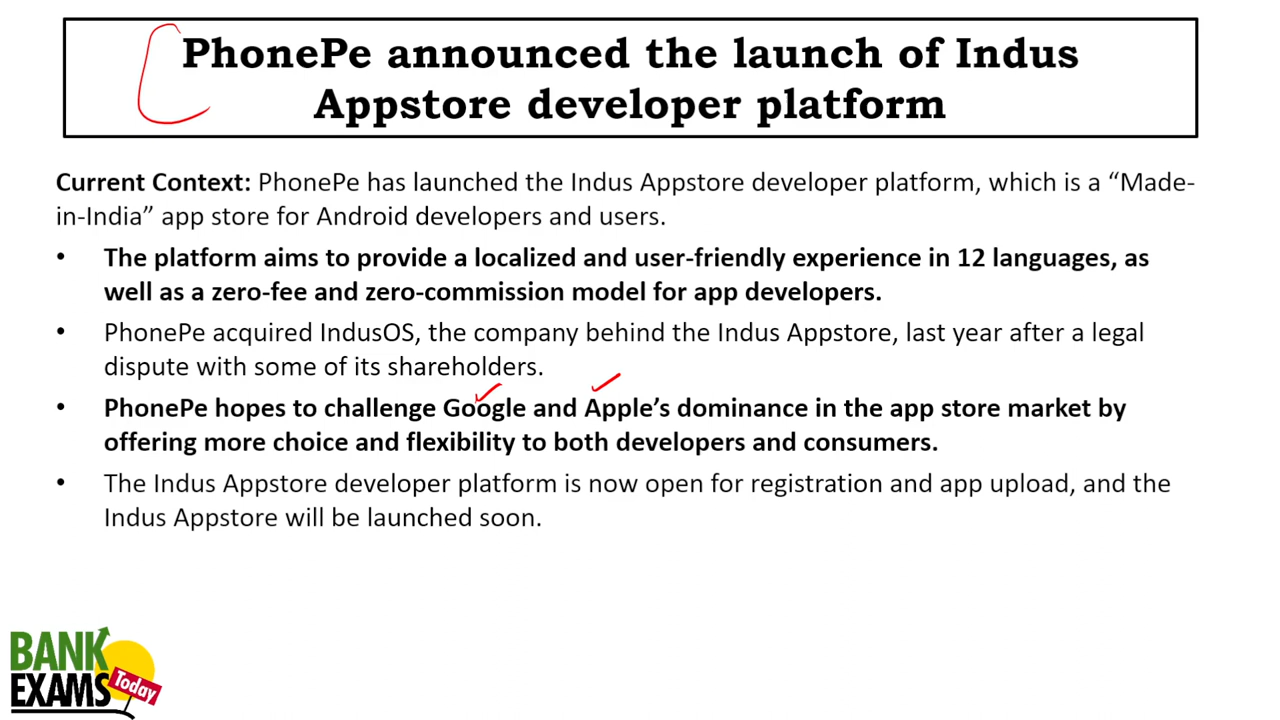 PhonePe announced the launch of Indus
Appstore developer platform
Current Context: PhonePe has launched the Indus Appstore developer platform, which is a “Made-
in-India” app store for Android developers and users.
• The platform aims to provide a localized and user-friendly experience in 12 languages, as
well as a zero-fee and zero-commission model for app developers.
• PhonePe acquired IndusOS, the company behind the Indus Appstore, last year after a legal
dispute with some of its shareholders.
• PhonePe hopes to challenge Google and Apple’s dominance in the app store market by
offering more choice and flexibility to both developers and consumers.
• The Indus Appstore developer platform is now open for registration and app upload, and the
Indus Appstore will be launched soon.
BANK
EXAMS
Today